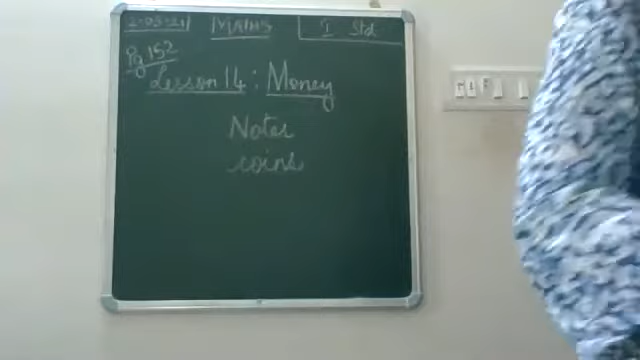 2-03-21 MATHS I Std
Pg 152
Lesson 14 : Money
Notes
coins